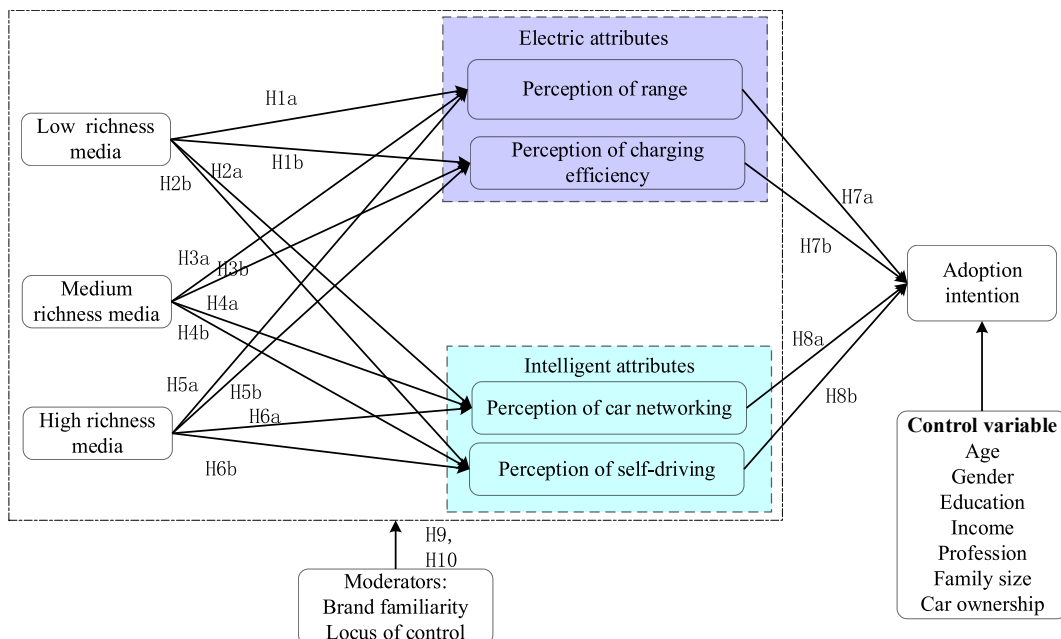 Electric attributes
Perception of range
Perception of charging
efficiency
Low richness
media
H1a
H1b
H2a
H2b
Medium
richness media
H3a
H3b
H4a
H4b
High richness
media
H5a
H5b
H6a
H6b
Intelligent attributes
Perception of car networking
Perception of self-driving
H7a
H7b
H8a
H8b
Adoption
intention
Control variable
Age
Gender
Education
Income
Profession
Family size
Car ownership
H9,
H10
Moderators:
Brand familiarity
Locus of control